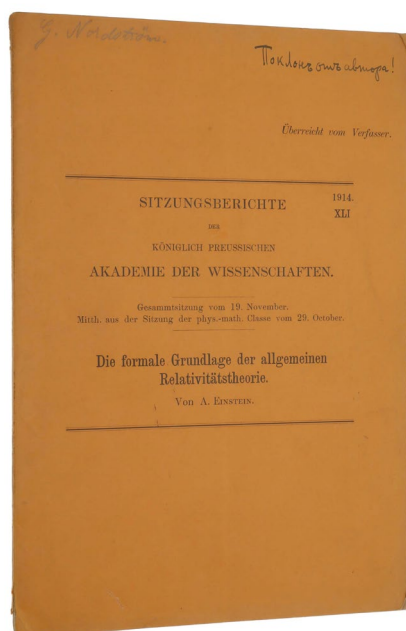 G. Nordström.
Поклонъ отъ автора!
Überreicht vom Verfasser.
SITZUNGSBERICHTE
1914.
XLI
DER
KÖNIGLICH PREUSSISCHEN
AKADEMIE DER WISSENSCHAFTEN.
Gesammtsitzung vom 19. November.
Mitth. aus der Sitzung der phys.-math. Classe vom 29. October.
Die formale Grundlage der allgemeinen
Relativitätstheorie.
Von A. Einstein.